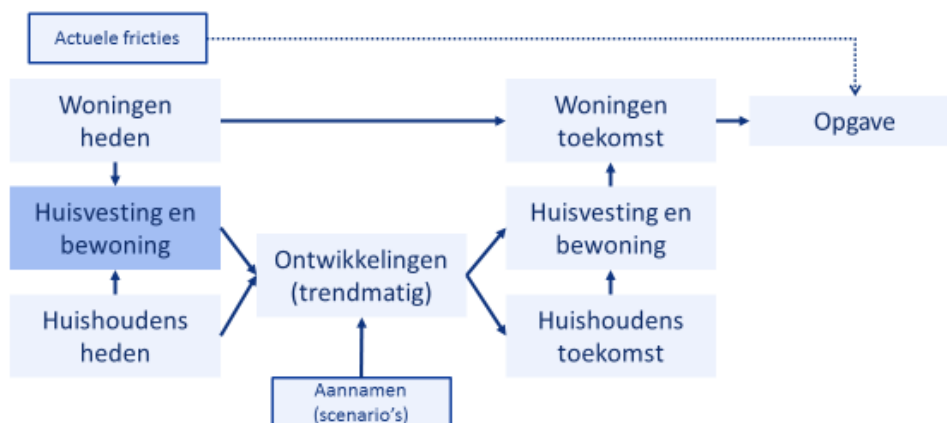 Actuele fricties
Woningen
heden
Woningen
toekomst
Opgave
Huisvesting en
bewoning
Huisvesting en
bewoning
Ontwikkelingen
(trendmatig)
Huishoudens
heden
Huishoudens
toekomst
Aannamen
(scenario's)